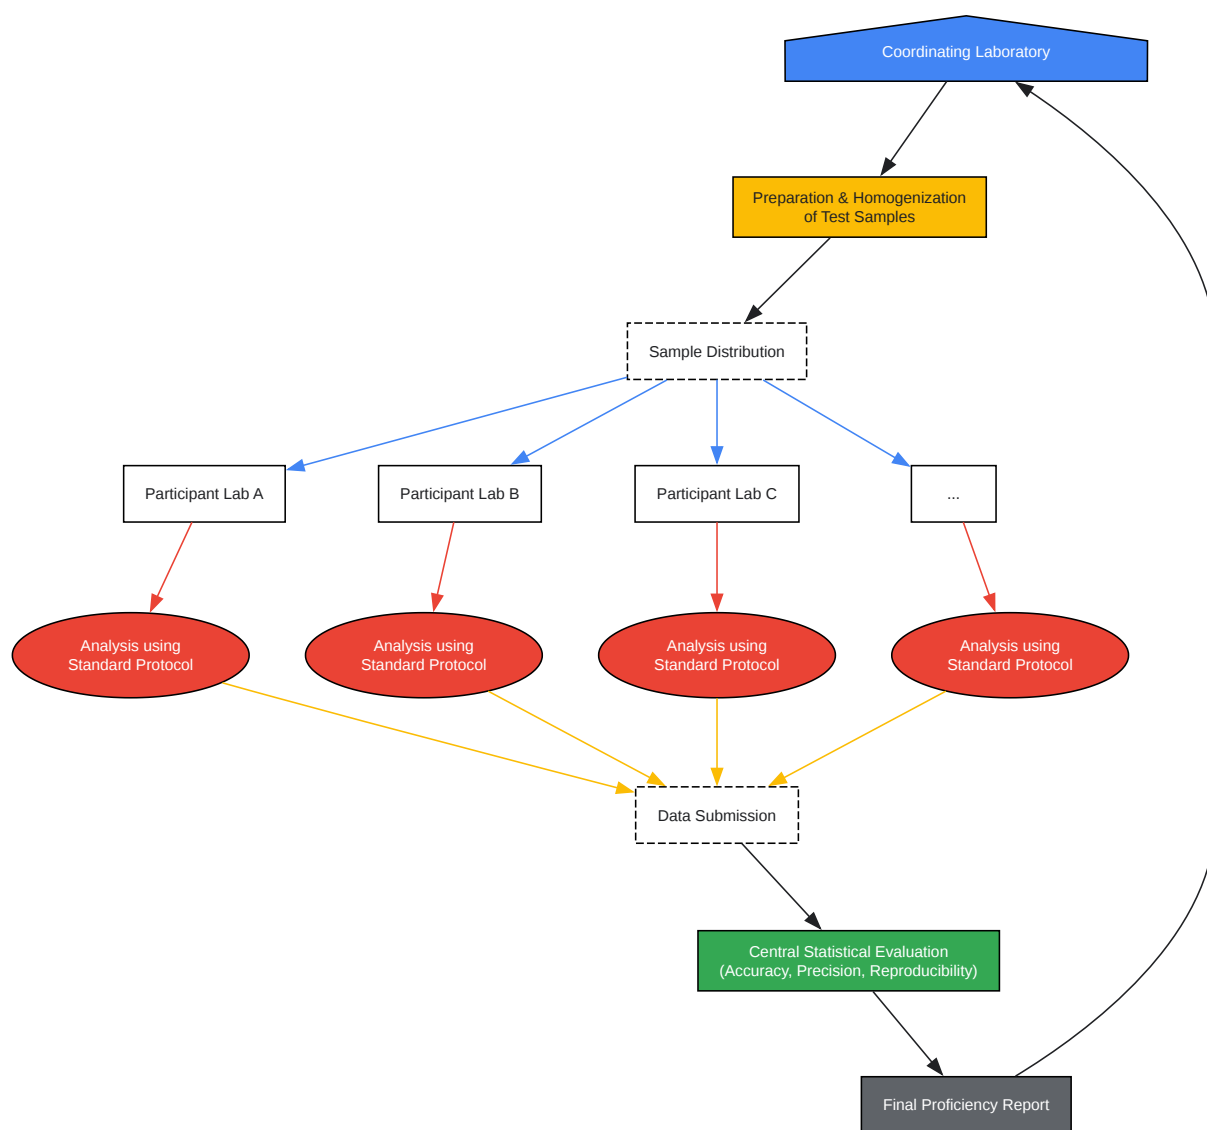 Coordinating Laboratory
Preparation & Homogenization
of Test Samples
Sample Distribution
Participant Lab A
Participant Lab B
Participant Lab C
...
Analysis using
Standard Protocol
Analysis using
Standard Protocol
Analysis using
Standard Protocol
Analysis using
Standard Protocol
Data Submission
Central Statistical Evaluation
(Accuracy, Precision, Reproducibility)
Final Proficiency Report